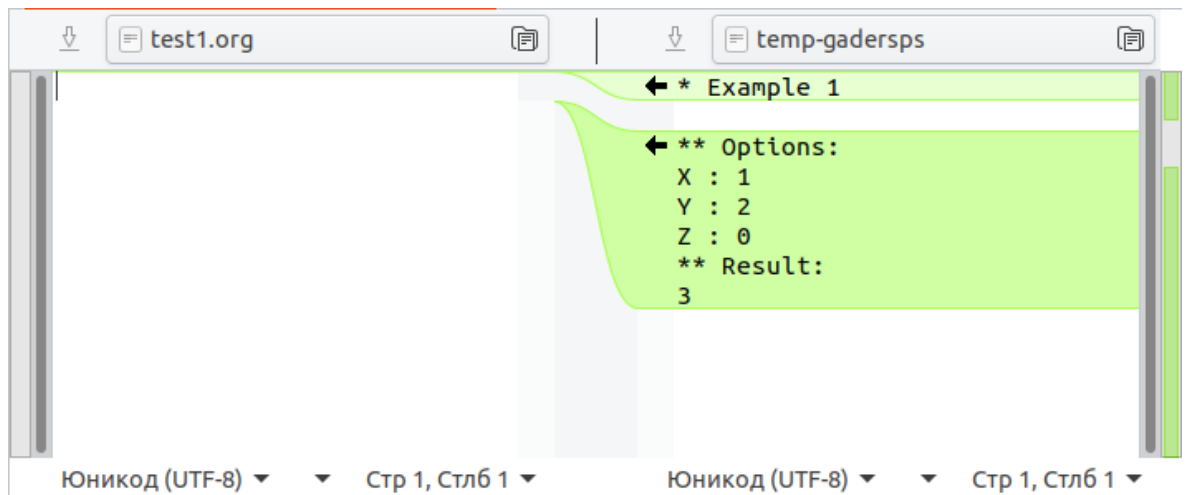 test1.org
temp-gadersps
* Example 1
** Options:
X : 1
Y : 2
Z : 0
** Result:
3
Юникод (UTF-8) Стр 1, Стлб 1
Юникод (UTF-8) Стр 1, Стлб 1